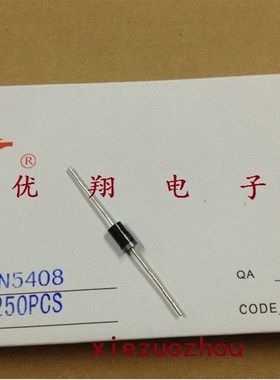 ®
优翔电子
N5408
250PCS
QA
CODE
xiezuozhou